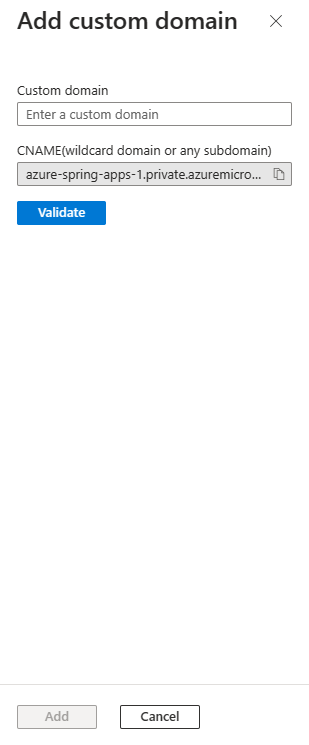 Add custom domain
Custom domain
Enter a custom domain
CNAME(wildcard domain or any subdomain)
azure-spring-apps-1.private.azuremicro...
Validate
Add
Cancel